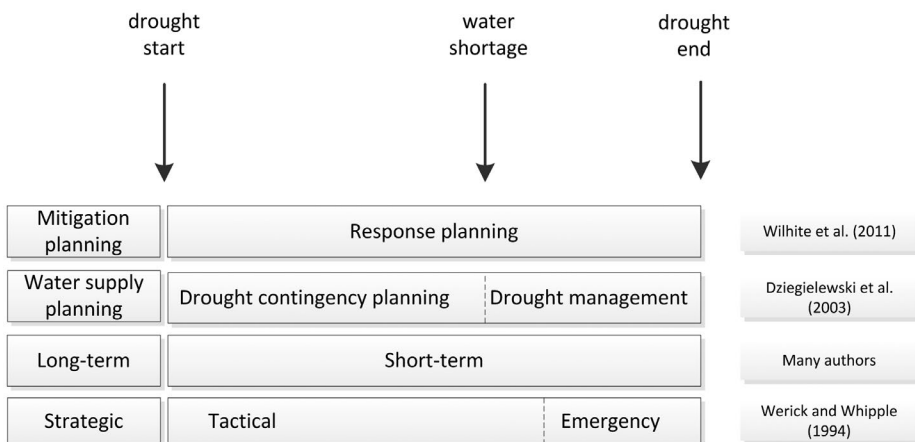 drought
start
water
shortage
drought
end
Mitigation
planning
Response planning
Wilhite et al. (2011)
Water supply
planning
Drought contingency planning
Drought management
Dziegielewski et al.
(2003)
Long-term
Short-term
Many authors
Strategic
Tactical
Emergency
Werick and Whipple
(1994)